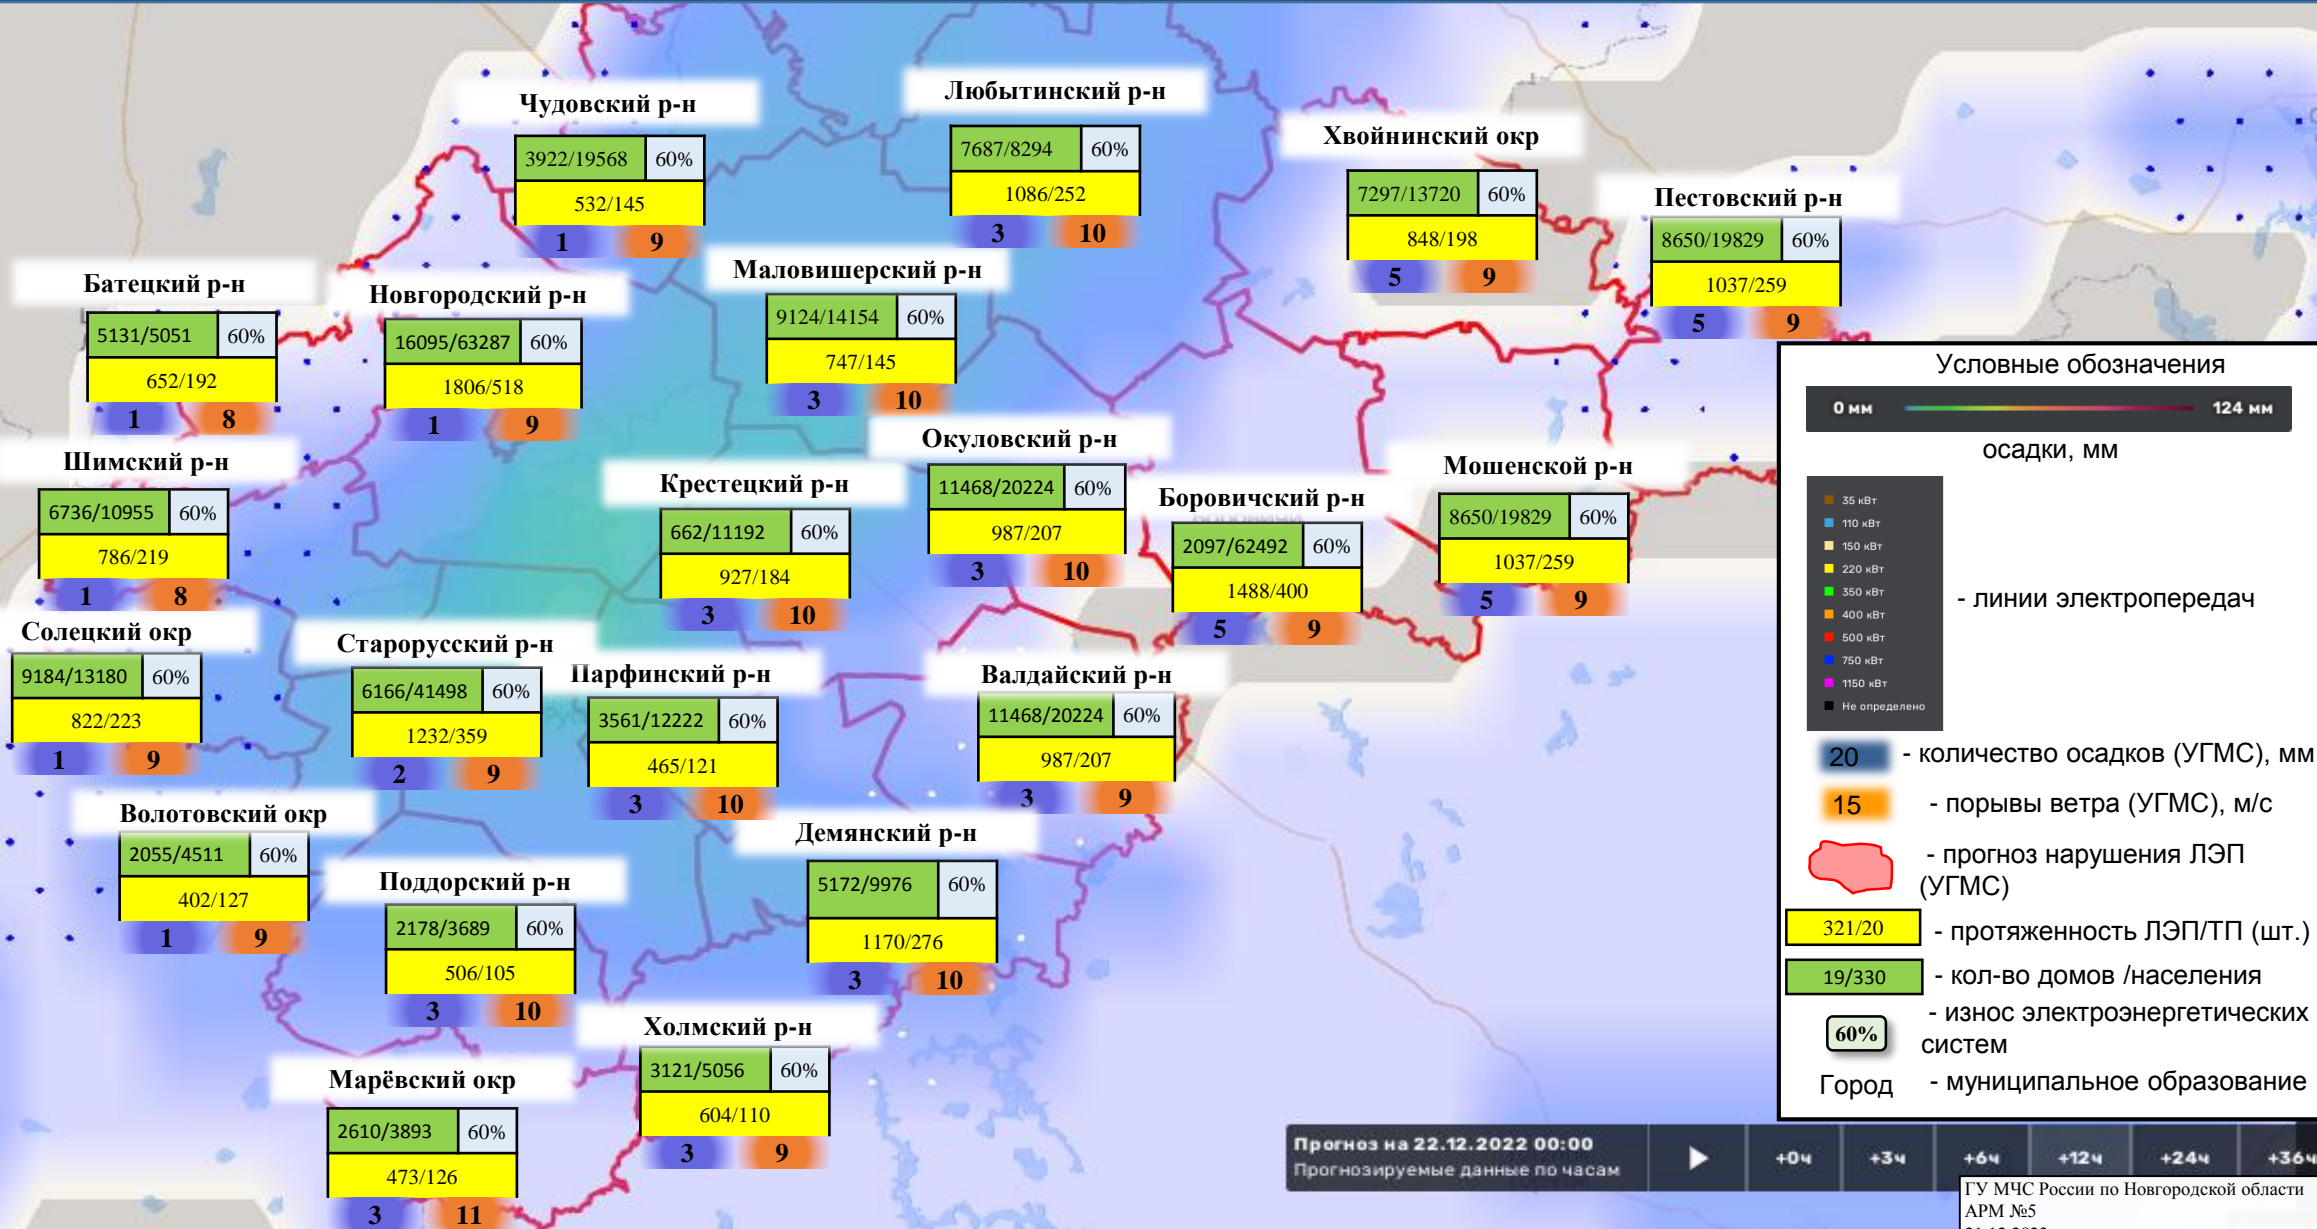 Чудовский р-н
3922/19568 60%
532/145
1 9
Любытинский р-н
7687/8294 60%
1086/252
3 10
Хвойнинский окр
7297/13720 60%
848/198
5 9
Пестовский р-н
8650/19829 60%
1037/259
5 9
Батецкий р-н
5131/5051 60%
652/192
1 8
Новгородский р-н
16095/63287 60%
1806/518
1 9
Маловишерский р-н
9124/14154 60%
747/145
3 10
Шимский р-н
6736/10955 60%
786/219
1 8
Крестецкий р-н
662/11192 60%
927/184
3 10
Окуловский р-н
11468/20224 60%
987/207
3 10
Боровичский р-н
2097/62492 60%
1488/400
5 9
Мошенской р-н
8650/19829 60%
1037/259
5 9
Солецкий окр
9184/13180 60%
822/223
1 9
Старорусский р-н
6166/41498 60%
1232/359
2 9
Парфинский р-н
3561/12222 60%
465/121
3 10
Валдайский р-н
11468/20224 60%
987/207
3 9
Волотовский окр
2055/4511 60%
402/127
1 9
Поддорский р-н
2178/3689 60%
506/105
3 10
Демянский р-н
5172/9976 60%
1170/276
3 10
Холмский р-н
3121/5056 60%
604/110
3 9
Марёвский окр
2610/3893 60%
473/126
3 11
Условные обозначения
0 мм 124 мм
осадки, мм
35 кВт
110 кВт
150 кВт
220 кВт
350 кВт
400 кВт
500 кВт
750 кВт
1150 кВт
Не определено
- линии электропередач
20 - количество осадков (УГМС), мм
15 - порывы ветра (УГМС), м/с
- прогноз нарушения ЛЭП
(УГМС)
321/20 - протяженность ЛЭП/ТП (шт.)
19/330 - кол-во домов /населения
60% - износ электроэнергетических
систем
Город - муниципальное образование
Прогноз на 22.12.2022 00:00
Прогнозируемые данные по часам
+0ч +3ч +6ч +12ч +24ч +36ч
ГУ МЧС России по Новгородской области
АРМ №5